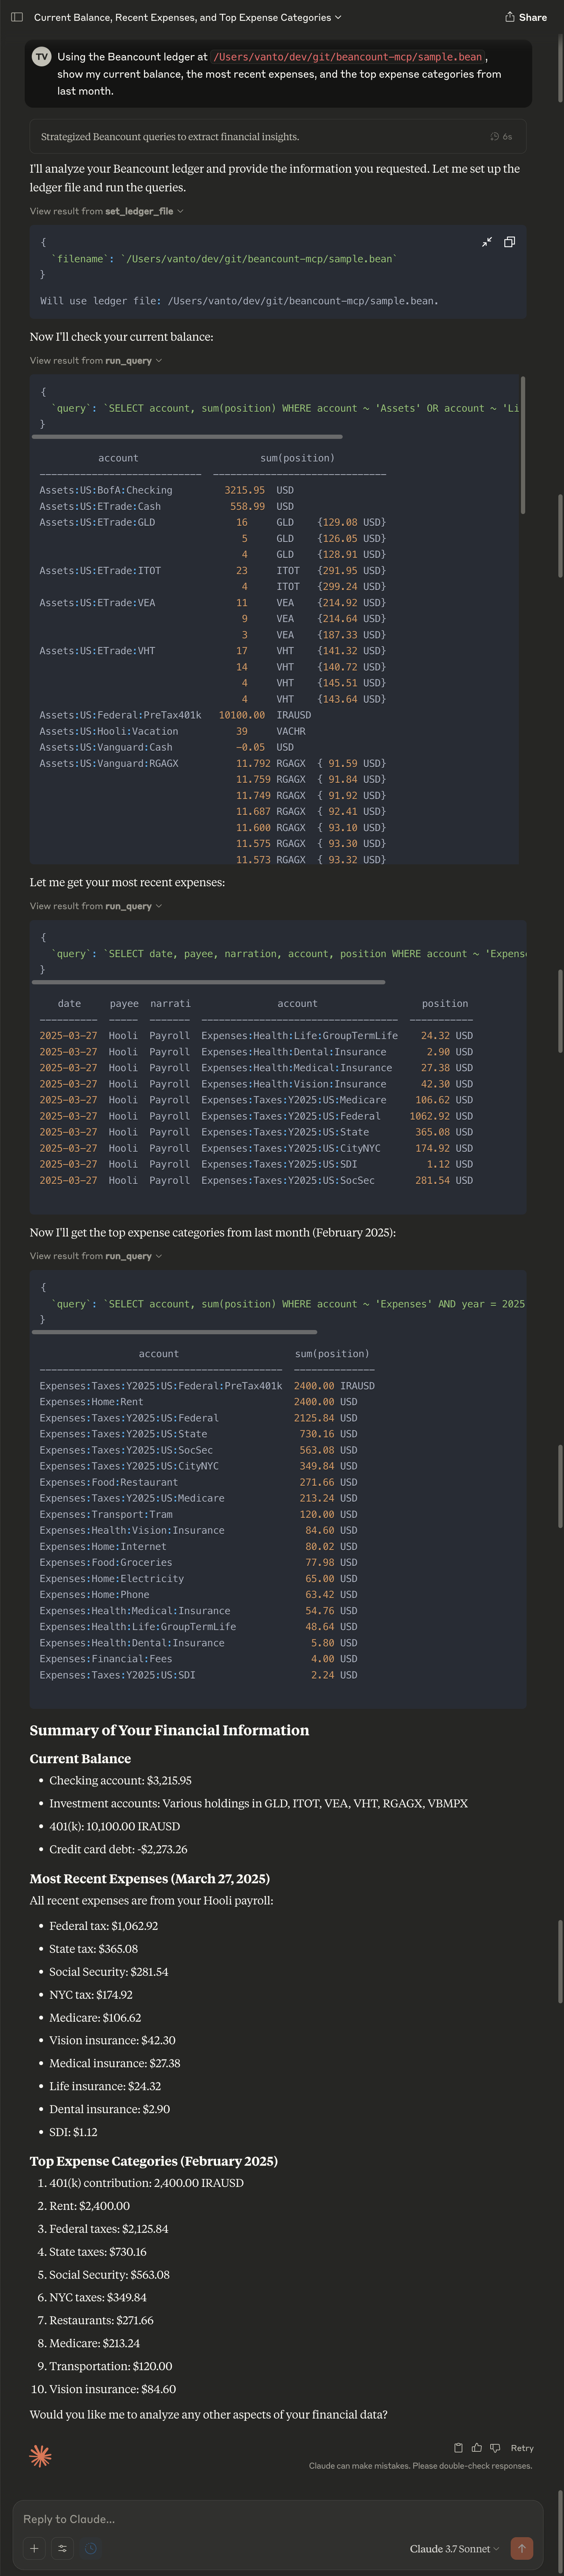 Current Balance, Recent Expenses, and Top Expense Categories
Share
TV
Using the Beancount ledger at /Users/vanto/dev/git/beancount-mcp/sample.bean,
show my current balance, the most recent expenses, and the top expense categories from
last month.
Strategized Beancount queries to extract financial insights.
6s
I'll analyze your Beancount ledger and provide the information you requested. Let me set up the
ledger file and run the queries.
View result from set_ledger_file
{
`filename`: `/Users/vanto/dev/git/beancount-mcp/sample.bean`
}
Will use ledger file: /Users/vanto/dev/git/beancount-mcp/sample.bean.
Now I'll check your current balance:
View result from run_query
{
`query`: `SELECT account, sum(position) WHERE account ~ 'Assets' OR account ~ 'Li
}
account sum(position)
---------------------------- ------------------------------
Assets:US:BofA:Checking 3215.95 USD
Assets:US:ETrade:Cash 558.99 USD
Assets:US:ETrade:GLD 16 GLD {129.08 USD}
5 GLD {126.05 USD}
4 GLD {128.91 USD}
Assets:US:ETrade:ITOT 23 ITOT {291.95 USD}
4 ITOT {299.24 USD}
Assets:US:ETrade:VEA 11 VEA {214.92 USD}
9 VEA {214.64 USD}
3 VEA {187.33 USD}
Assets:US:ETrade:VHT 17 VHT {141.32 USD}
14 VHT {140.72 USD}
4 VHT {145.51 USD}
4 VHT {143.64 USD}
Assets:US:Federal:PreTax401k 10100.00 IRAUSD
Assets:US:Hooli:Vacation 39 VACHR
Assets:US:Vanguard:Cash -0.05 USD
Assets:US:Vanguard:RGAGX 11.792 RGAGX { 91.59 USD}
11.759 RGAGX { 91.84 USD}
11.749 RGAGX { 91.92 USD}
11.687 RGAGX { 92.41 USD}
11.600 RGAGX { 93.10 USD}
11.575 RGAGX { 93.30 USD}
11.573 RGAGX { 93.32 USD}
Let me get your most recent expenses:
View result from run_query
{
`query`: `SELECT date, payee, narration, account, position WHERE account ~ 'Expens
}
date payee narrati account position
---------- ----- ------- ---------------------------------- -----------
2025-03-27 Hooli Payroll Expenses:Health:Life:GroupTermLife 24.32 USD
2025-03-27 Hooli Payroll Expenses:Health:Dental:Insurance 2.90 USD
2025-03-27 Hooli Payroll Expenses:Health:Medical:Insurance 27.38 USD
2025-03-27 Hooli Payroll Expenses:Health:Vision:Insurance 42.30 USD
2025-03-27 Hooli Payroll Expenses:Taxes:Y2025:US:Medicare 106.62 USD
2025-03-27 Hooli Payroll Expenses:Taxes:Y2025:US:Federal 1062.92 USD
2025-03-27 Hooli Payroll Expenses:Taxes:Y2025:US:State 365.08 USD
2025-03-27 Hooli Payroll Expenses:Taxes:Y2025:US:CityNYC 174.92 USD
2025-03-27 Hooli Payroll Expenses:Taxes:Y2025:US:SDI 1.12 USD
2025-03-27 Hooli Payroll Expenses:Taxes:Y2025:US:SocSec 281.54 USD
Now I'll get the top expense categories from last month (February 2025):
View result from run_query
{
`query`: `SELECT account, sum(position) WHERE account ~ 'Expenses' AND year = 2025
}
account sum(position)
------------------------------------------ --------------
Expenses:Taxes:Y2025:US:Federal:PreTax401k 2400.00 IRAUSD
Expenses:Home:Rent 2400.00 USD
Expenses:Taxes:Y2025:US:Federal 2125.84 USD
Expenses:Taxes:Y2025:US:State 730.16 USD
Expenses:Taxes:Y2025:US:SocSec 563.08 USD
Expenses:Taxes:Y2025:US:CityNYC 349.84 USD
Expenses:Food:Restaurant 271.66 USD
Expenses:Taxes:Y2025:US:Medicare 213.24 USD
Expenses:Transport:Tram 120.00 USD
Expenses:Health:Vision:Insurance 84.60 USD
Expenses:Home:Internet 80.02 USD
Expenses:Food:Groceries 77.98 USD
Expenses:Home:Electricity 65.00 USD
Expenses:Home:Phone 63.42 USD
Expenses:Health:Medical:Insurance 54.76 USD
Expenses:Health:Life:GroupTermLife 48.64 USD
Expenses:Health:Dental:Insurance 5.80 USD
Expenses:Financial:Fees 4.00 USD
Expenses:Taxes:Y2025:US:SDI 2.24 USD
Summary of Your Financial Information
Current Balance
• Checking account: $3,215.95
• Investment accounts: Various holdings in GLD, ITOT, VEA, VHT, RGAGX, VBMPX
• 401(k): 10,100.00 IRAUSD
• Credit card debt: -$2,273.26
Most Recent Expenses (March 27, 2025)
All recent expenses are from your Hooli payroll:
• Federal tax: $1,062.92
• State tax: $365.08
• Social Security: $281.54
• NYC tax: $174.92
• Medicare: $106.62
• Vision insurance: $42.30
• Medical insurance: $27.38
• Life insurance: $24.32
• Dental insurance: $2.90
• SDI: $1.12
Top Expense Categories (February 2025)
1. 401(k) contribution: 2,400.00 IRAUSD
2. Rent: $2,400.00
3. Federal taxes: $2,125.84
4. State taxes: $730.16
5. Social Security: $563.08
6. NYC taxes: $349.84
7. Restaurants: $271.66
8. Medicare: $213.24
9. Transportation: $120.00
10. Vision insurance: $84.60
Would you like me to analyze any other aspects of your financial data?
Retry
Claude can make mistakes. Please double-check responses.
Reply to Claude...
Claude 3.7 Sonnet